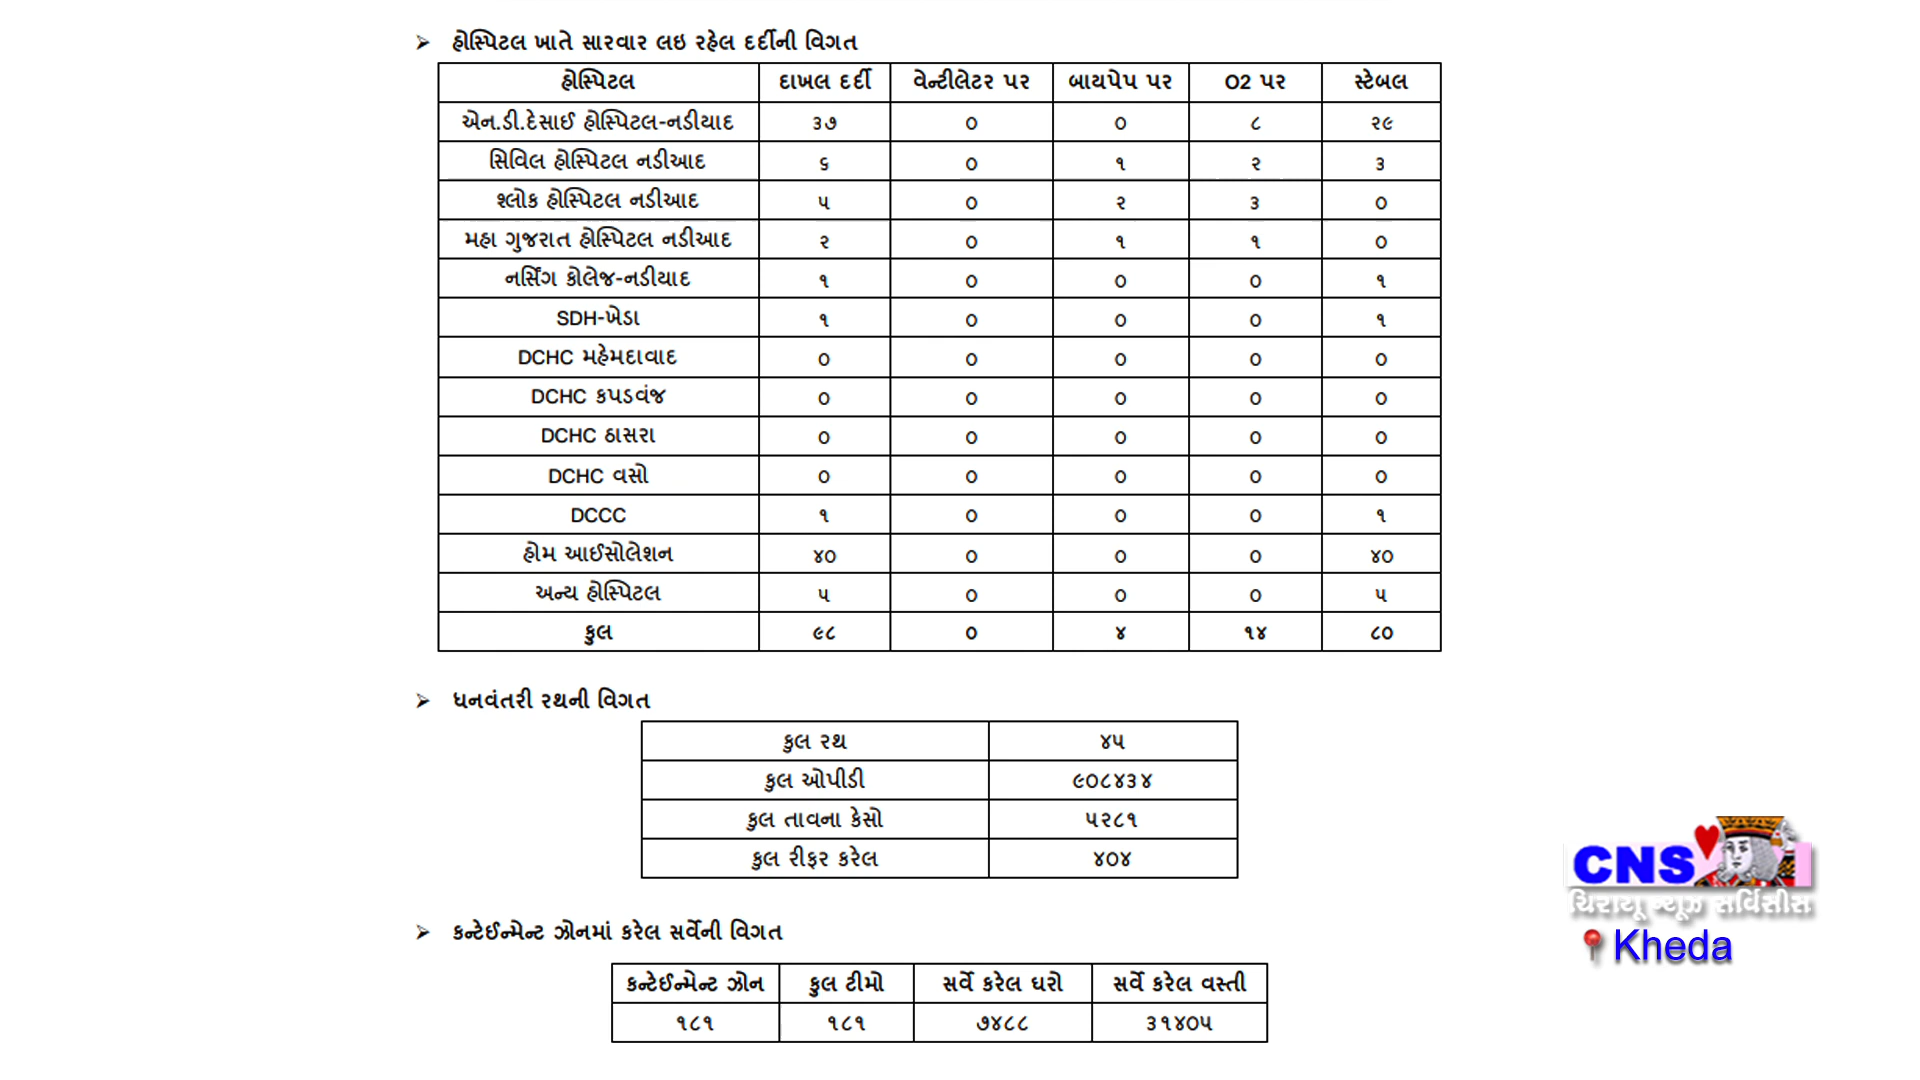 ➢ હોસ્પિટલ ખાતે સારવાર લઇ રહેલ દર્દીની વિગત
હોસ્પિટલ દાખલ દર્દી વેન્ટીલેટર પર બાયપેપ પર O2 પર સ્ટેબલ
એન.ડી.દેસાઈ હોસ્પિટલ-નડીયાદ ૩૭ ૦ ૦ ૮ ૨૯
સિવિલ હોસ્પિટલ નડીઆદ ૬ ૦ ૧ ૨ ૩
શ્લોક હોસ્પિટલ નડીઆદ ૫ ૦ ૨ ૩ ૦
મહા ગુજરાત હોસ્પિટલ નડીઆદ ૨ ૦ ૧ ૧ ૦
નર્સિંગ કોલેજ-નડીયાદ ૧ ૦ ૦ ૦ ૧
SDH-ખેડા ૧ ૦ ૦ ૦ ૧
DCHC મહેમદાવાદ ૦ ૦ ૦ ૦ ૦
DCHC કપડવંજ ૦ ૦ ૦ ૦ ૦
DCHC ઠાસરા ૦ ૦ ૦ ૦ ૦
DCHC વસો ૦ ૦ ૦ ૦ ૦
DCCC ૧ ૦ ૦ ૦ ૧
હોમ આઈસોલેશન ૪૦ ૦ ૦ ૦ ૪૦
અન્ય હોસ્પિટલ ૫ ૦ ૦ ૦ ૫
કુલ ૯૮ ૦ ૪ ૧૪ ૮૦
➢ ધનવંતરી રથની વિગત
કુલ રથ ૪૫
કુલ ઓપીડી ૯૦૮૪૩૪
કુલ તાવના કેસો ૫૨૮૧
કુલ રીફર કરેલ ૪૦૪
➢ કન્ટેઈન્મેન્ટ ઝોનમાં કરેલ સર્વેની વિગત
કન્ટેઈન્મેન્ટ ઝોન કુલ ટીમો સર્વે કરેલ ઘરો સર્વે કરેલ વસ્તી
૧૮૧ ૧૮૧ ૭૪૮૮ ૩૧૪૦૫
CNS
ચિરાયૂ ન્યૂઝ સર્વિસીસ
Kheda